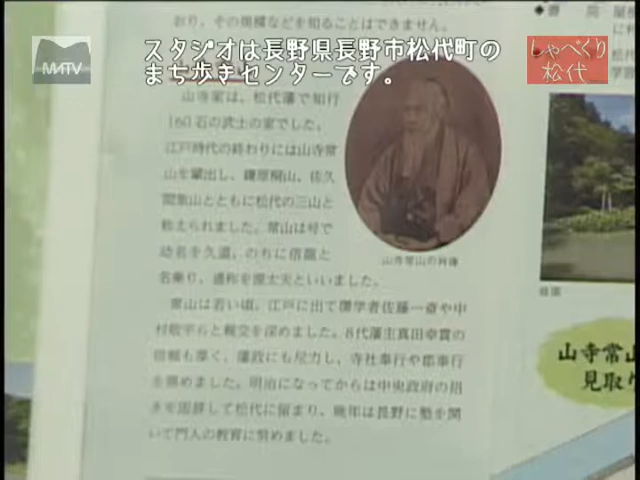 おり、その規模などを知ることはできません。
MATV
スタジオは長野県長野市松代町の
まち歩きセンターです。
しゃべくり
松代
山寺家は、松代藩で知行
160石の武士の家でした。
江戸時代の終わりには山寺常
山を輩出し、鎌原桐山、佐久
間象山とともに松代の三山と
称えられました。常山は号で
幼名を久道、のちに信龍と
名乗り、通称を源太夫といいました。
山寺常山の肖像
常山は若い頃、江戸に出て儒学者佐藤一斎や中
村敬宇らと親交を深めました。8代藩主真田幸貫の
信頼も厚く、藩政にも尽力し、寺社奉行や郡奉行
を務めました。明治になってからは中央政府の招
きを固辞して松代に留まり、晩年は長野に塾を開
いて門人の教育に努めました。
庭園
山寺常山
見取り